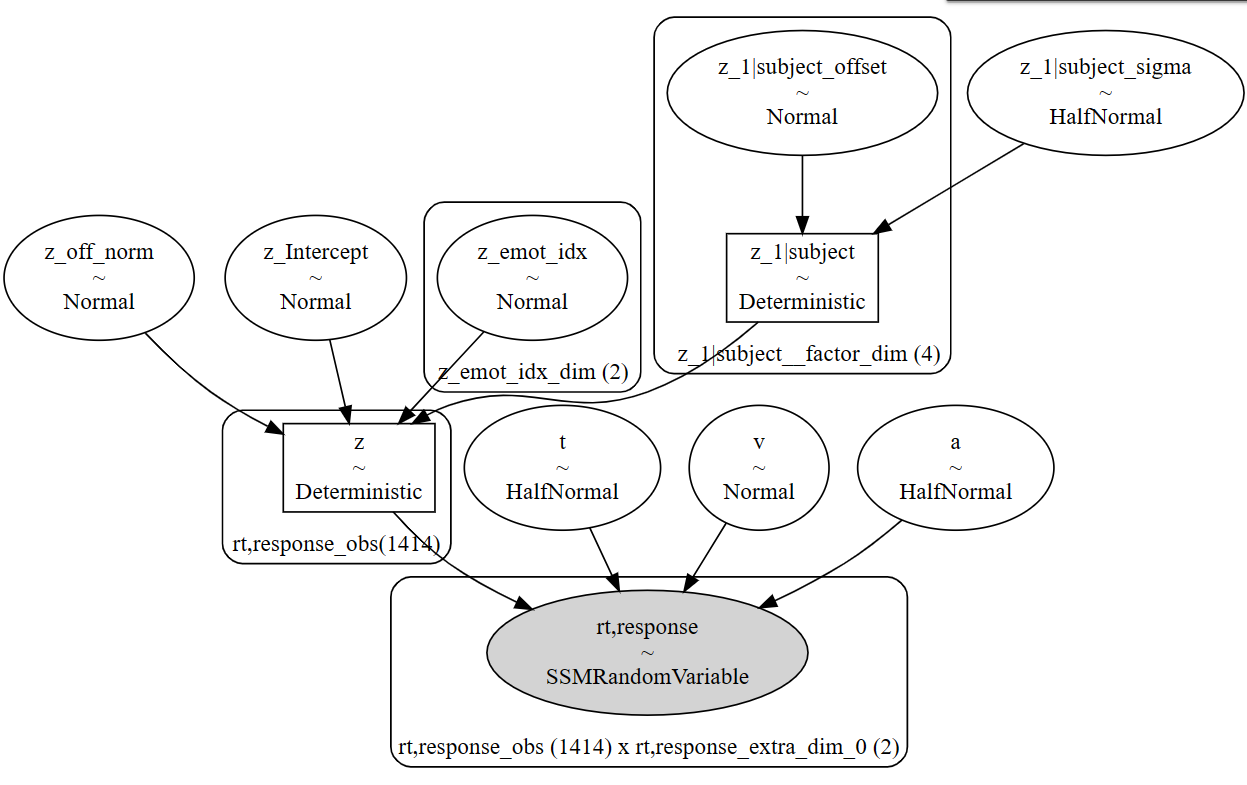 z_1|subject_offset
~
Normal
z_1|subject_sigma
~
HalfNormal
z_off_norm
~
Normal
z_Intercept
~
Normal
z_emot_idx
~
Normal
z_1|subject
~
Deterministic
z_1|subject__factor_dim (4)
z_emot_idx_dim (2)
z
~
Deterministic
t
~
HalfNormal
v
~
Normal
a
~
HalfNormal
rt,response_obs(1414)
rt,response
~
SSMRandomVariable
rt,response_obs (1414) x rt,response_extra_dim_0 (2)